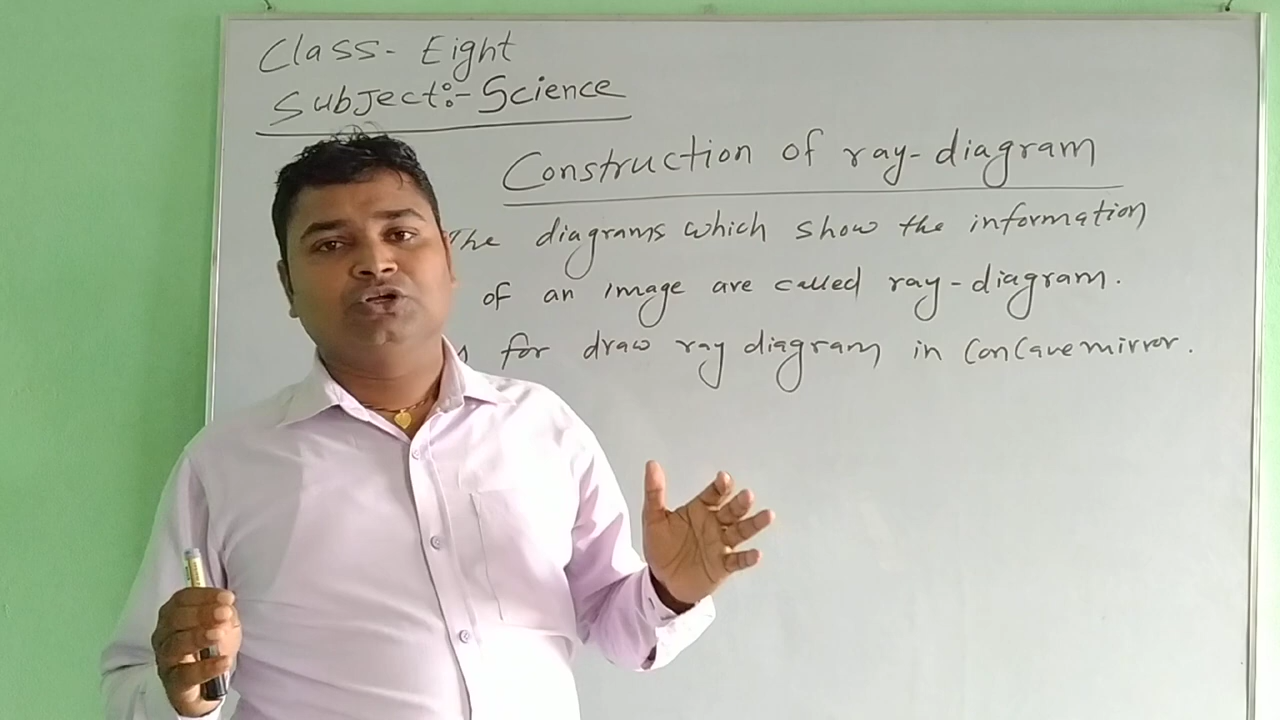 Class- Eight
Subject:- Science
Construction of ray-diagram
The diagrams which show the information
of an image are called ray-diagram.
for draw ray diagram in Concave mirror.